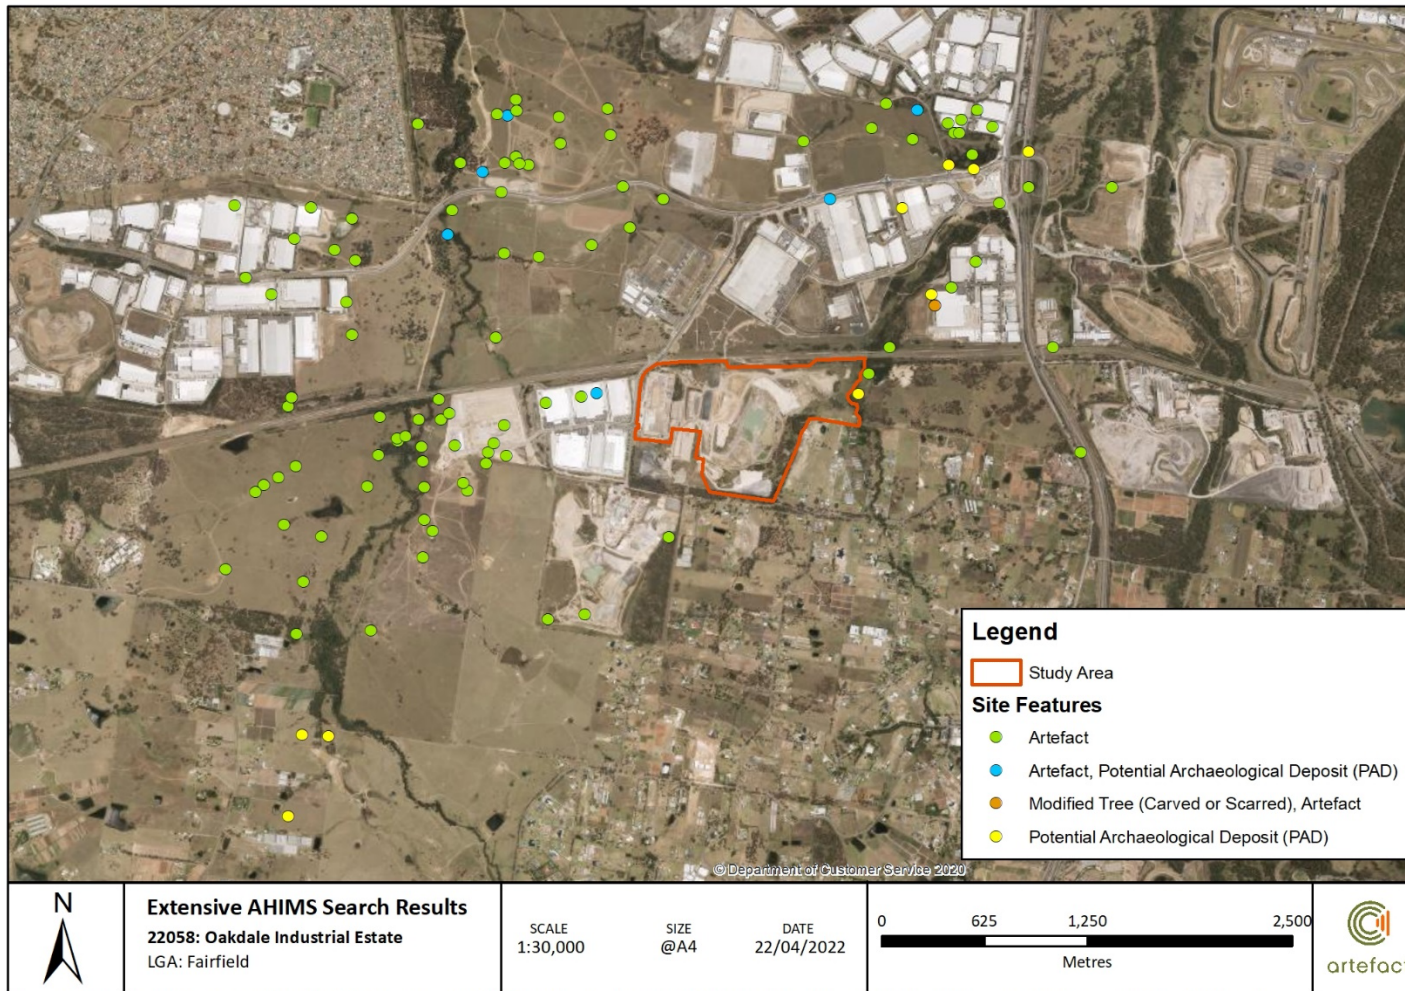 Legend
Study Area
Site Features
Artefact
Artefact, Potential Archaeological Deposit (PAD)
Modified Tree (Carved or Scarred), Artefact
Potential Archaeological Deposit (PAD)
© Department of Customer Service 2020
N
Extensive AHIMS Search Results
22058: Oakdale Industrial Estate
LGA: Fairfield
SCALE
1:30,000
SIZE
@A4
DATE
22/04/2022
0 625 1,250 2,500
Metres
artefact